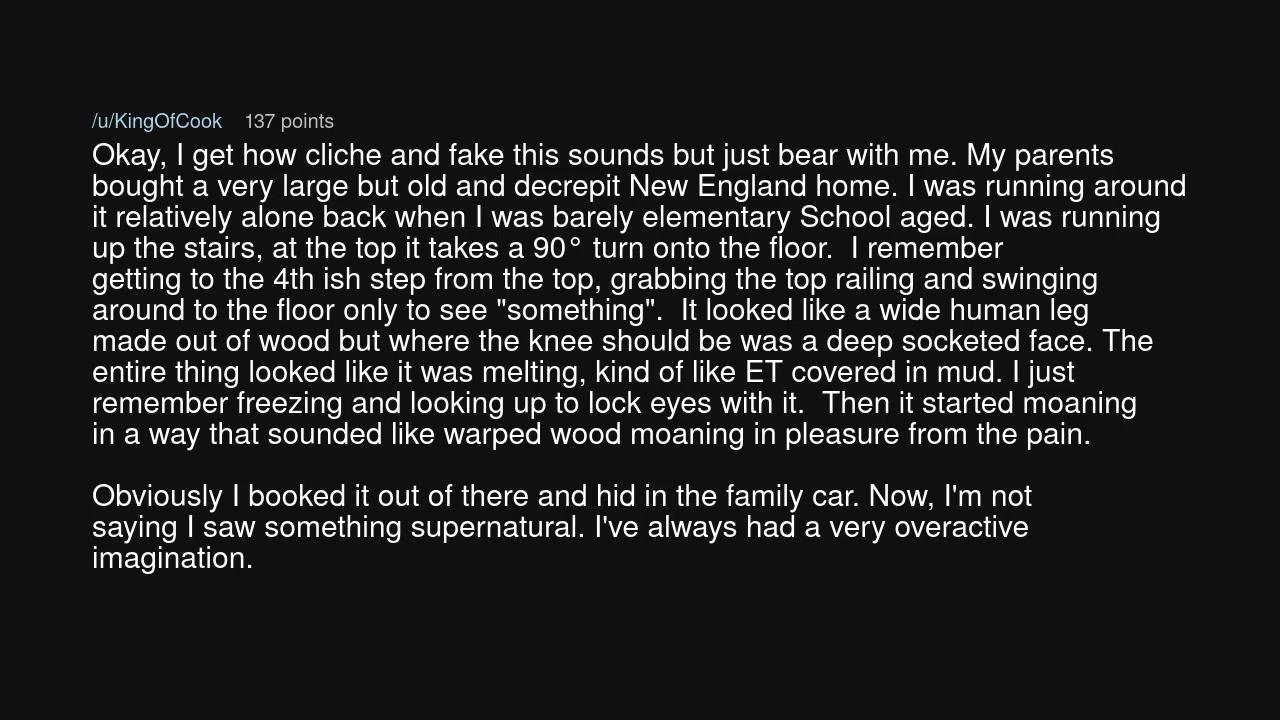 /u/KingOfCook 137 points
Okay, I get how cliche and fake this sounds but just bear with me. My parents
bought a very large but old and decrepit New England home. I was running around
it relatively alone back when I was barely elementary School aged. I was running
up the stairs, at the top it takes a 90° turn onto the floor.  I remember
getting to the 4th ish step from the top, grabbing the top railing and swinging
around to the floor only to see "something".  It looked like a wide human leg
made out of wood but where the knee should be was a deep socketed face. The
entire thing looked like it was melting, kind of like ET covered in mud. I just
remember freezing and looking up to lock eyes with it.  Then it started moaning
in a way that sounded like warped wood moaning in pleasure from the pain.
Obviously I booked it out of there and hid in the family car. Now, I'm not
saying I saw something supernatural. I've always had a very overactive
imagination.